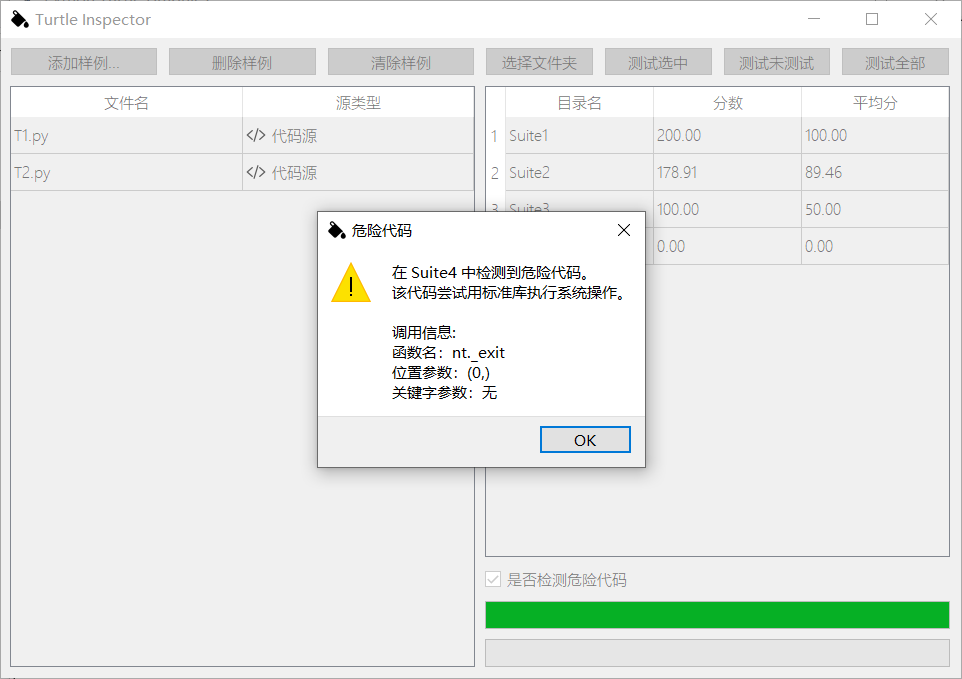 Turtle Inspector
添加样例...
删除样例
清除样例
选择文件夹
测试选中
测试未测试
测试全部
文件名
源类型
T1.py
</> 代码源
T2.py
</> 代码源
目录名
分数
平均分
1
Suite1
200.00
100.00
2
Suite2
178.91
89.46
3
Suite3
100.00
50.00
0.00
0.00
危险代码
在 Suite4 中检测到危险代码。
该代码尝试用标准库执行系统操作。
调用信息:
函数名：nt._exit
位置参数：(0,)
关键字参数：无
OK
是否检测危险代码